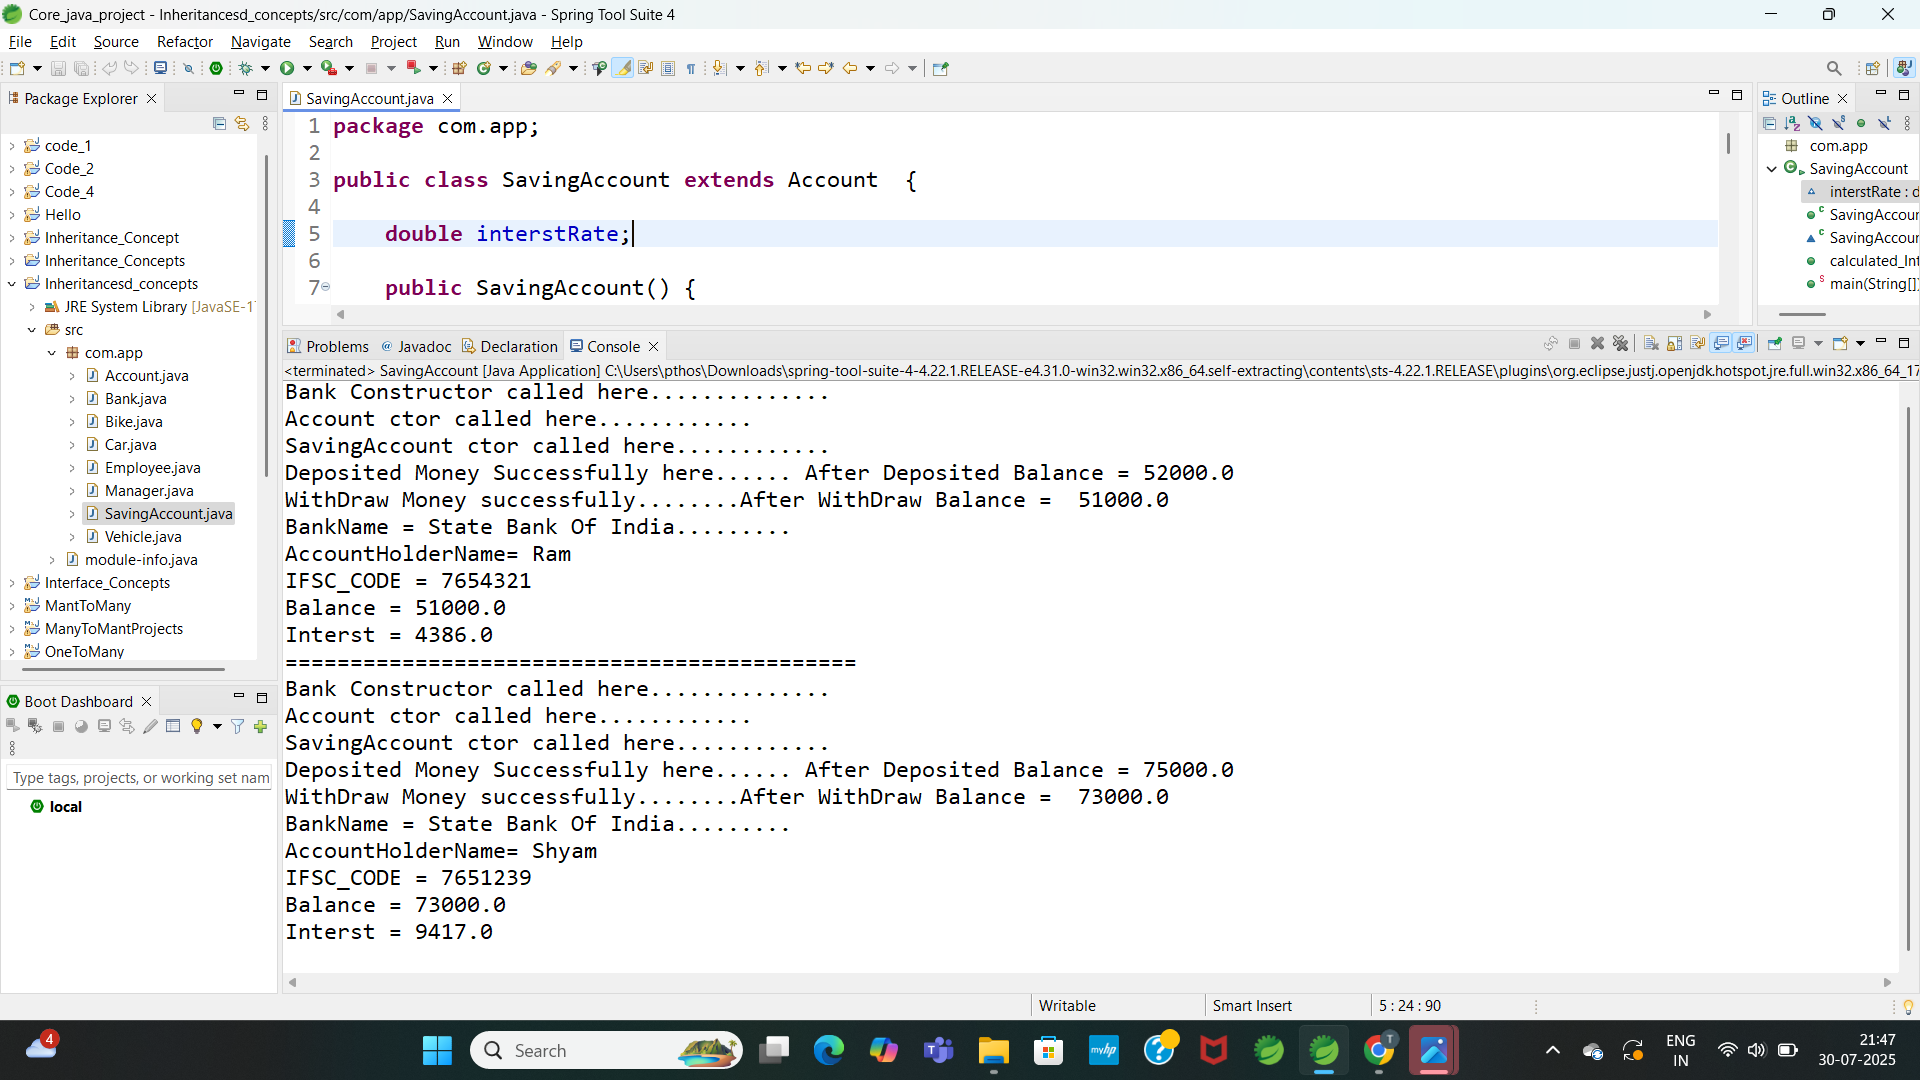 Core_java_project - Inheritancesd_concepts/src/com/app/SavingAccount.java - Spring Tool Suite 4
File Edit Source Refactor Navigate Search Project Run Window Help
Package Explorer
code_1
Code_2
Code_4
Hello
Inheritance_Concept
Inheritance_Concepts
Inheritancesd_concepts
JRE System Library [JavaSE-1
src
com.app
Account.java
Bank.java
Bike.java
Car.java
Employee.java
Manager.java
SavingAccount.java
Vehicle.java
module-info.java
Interface_Concepts
MantToMany
ManyToMantProjects
OneToMany
Boot Dashboard
Type tags, projects, or working set nam
local
SavingAccount.java
1 package com.app;
2
3 public class SavingAccount extends Account  {
4
5     double interstRate;
6
7     public SavingAccount() {
Outline
com.app
SavingAccount
interstRate : d
SavingAccour
SavingAccour
calculated_Int
main(String[])
Problems Javadoc Declaration Console
<terminated> SavingAccount [Java Application] C:\Users\pthos\Downloads\spring-tool-suite-4-4.22.1.RELEASE-e4.31.0-win32.win32.x86_64.self-extracting\contents\sts-4.22.1.RELEASE\plugins\org.eclipse.justj.openjdk.hotspot.jre.full.win32.x86_64_17
Bank Constructor called here..............
Account ctor called here............
SavingAccount ctor called here............
Deposited Money Successfully here...... After Deposited Balance = 52000.0
WithDraw Money successfully........After WithDraw Balance =  51000.0
BankName = State Bank Of India.........
AccountHolderName= Ram
IFSC_CODE = 7654321
Balance = 51000.0
Interst = 4386.0
============================================
Bank Constructor called here..............
Account ctor called here............
SavingAccount ctor called here............
Deposited Money Successfully here...... After Deposited Balance = 75000.0
WithDraw Money successfully........After WithDraw Balance =  73000.0
BankName = State Bank Of India.........
AccountHolderName= Shyam
IFSC_CODE = 7651239
Balance = 73000.0
Interst = 9417.0
Writable Smart Insert 5 : 24 : 90
4
Search
myhp
T
ENG
IN
21:47
30-07-2025